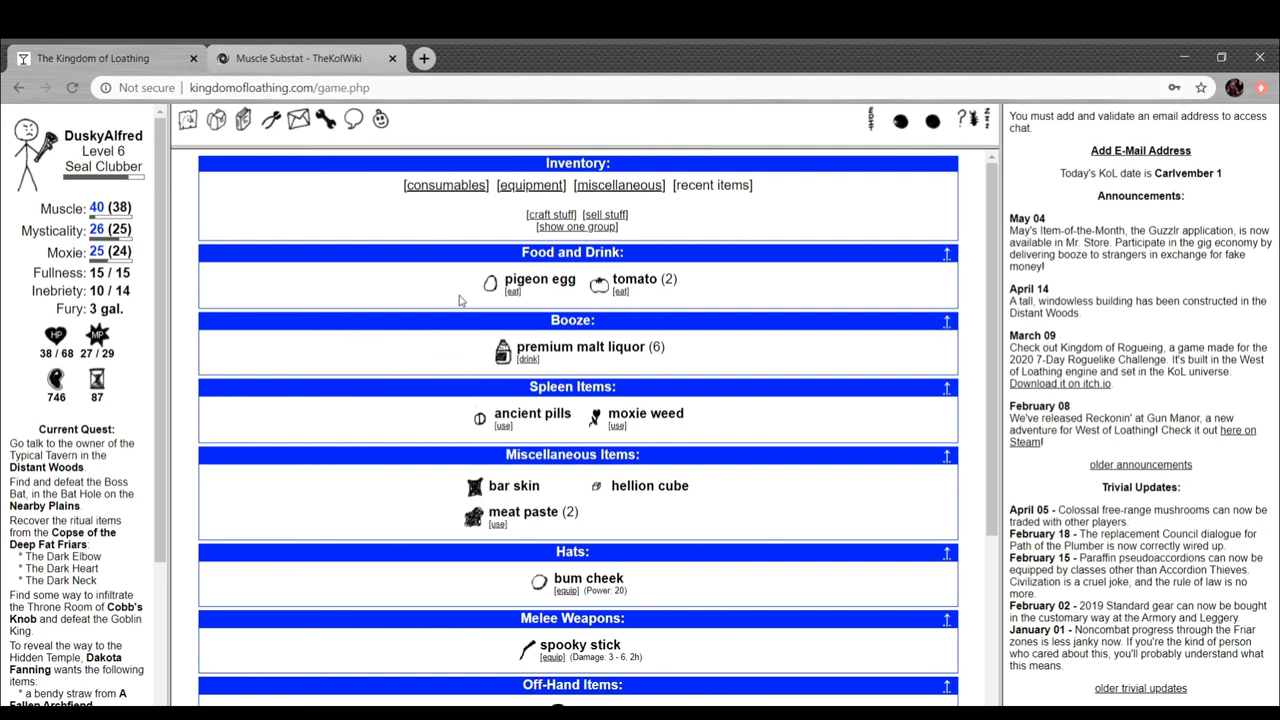 The Kingdom of Loathing
Muscle Substat - TheKolWiki
Not secure
kingdomofloathing.com/game.php
DuskyAlfred
Level 6
Seal Clubber
Muscle: 40 (38)
Mysticality: 26 (25)
Moxie: 25 (24)
Fullness: 15 / 15
Inebriety: 10 / 14
Fury: 3 gal.
HP MP
38 / 68 27 / 29
746 87
Current Quest:
Go talk to the owner of the
Typical Tavern in the
Distant Woods.
Find and defeat the Boss
Bat, in the Bat Hole on the
Nearby Plains.
Recover the ritual items
from the Copse of the
Deep Fat Friars:
* The Dark Elbow
* The Dark Heart
* The Dark Neck
Find some way to infiltrate
the Throne Room of Cobb's
Knob and defeat the Goblin
King.
To reveal the way to the
Hidden Temple, Dakota
Fanning wants the following
items:
* a bendy straw from A
Fallen Archfiend
Inventory:
[consumables] [equipment] [miscellaneous] [recent items]
[craft stuff] [sell stuff]
[show one group]
Food and Drink:
pigeon egg tomato (2)
[eat] [eat]
Booze:
premium malt liquor (6)
[drink]
Spleen Items:
ancient pills moxie weed
[use] [use]
Miscellaneous Items:
bar skin hellion cube
meat paste (2)
[use]
Hats:
bum cheek
[equip] (Power: 20)
Melee Weapons:
spooky stick
[equip] (Damage: 3 - 6, 2h)
Off-Hand Items:
You must add and validate an email address to access
chat.
Add E-Mail Address
Today's KoL date is Carlvember 1
Announcements:
May 04
May's Item-of-the-Month, the Guzzlr application, is now
available in Mr. Store. Participate in the gig economy by
delivering booze to strangers in exchange for fake
money!
April 14
A tall, windowless building has been constructed in the
Distant Woods.
March 09
Check out Kingdom of Rogueing, a game made for the
2020 7-Day Roguelike Challenge. It's built in the West
of Loathing engine and set in the KoL universe.
Download it on itch.io.
February 08
We've released Reckonin' at Gun Manor, a new
adventure for West of Loathing! Check it out here on
Steam!
older announcements
Trivial Updates:
April 05 - Colossal free-range mushrooms can now be
traded with other players.
February 18 - The replacement Council dialogue for
Path of the Plumber is now correctly wired up.
February 15 - Paraffin pseudoaccordions can now be
equipped by classes other than Accordion Thieves.
Civilization is a cruel joke, and the rule of law is no
more.
February 02 - 2019 Standard gear can now be bought
in the customary way at the Armory and Leggery.
January 01 - Noncombat progress through the Friar
zones is less janky now. If you're the kind of person
who cared about this, you'll probably understand what
this means.
older trivial updates